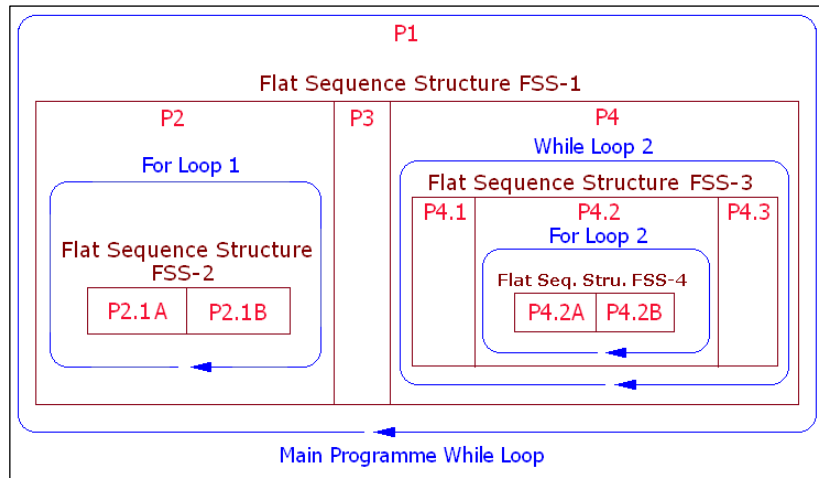 P1
Flat Sequence Structure FSS-1
P2
P3
P4
For Loop 1
While Loop 2
Flat Sequence Structure FSS-3
P4.1
P4.2
P4.3
For Loop 2
Flat Sequence Structure
FSS-2
Flat Seq. Stru. FSS-4
P2.1A
P2.1B
P4.2A
P4.2B
Main Programme While Loop